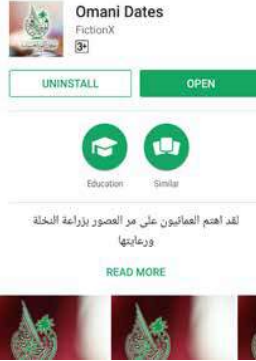 Omani Dates
FictionX
3+
UNINSTALL
OPEN
Education
Similar
لقد اهتم العمانيون على مر العصور بزراعة النخلة
ورعايتها
READ MORE